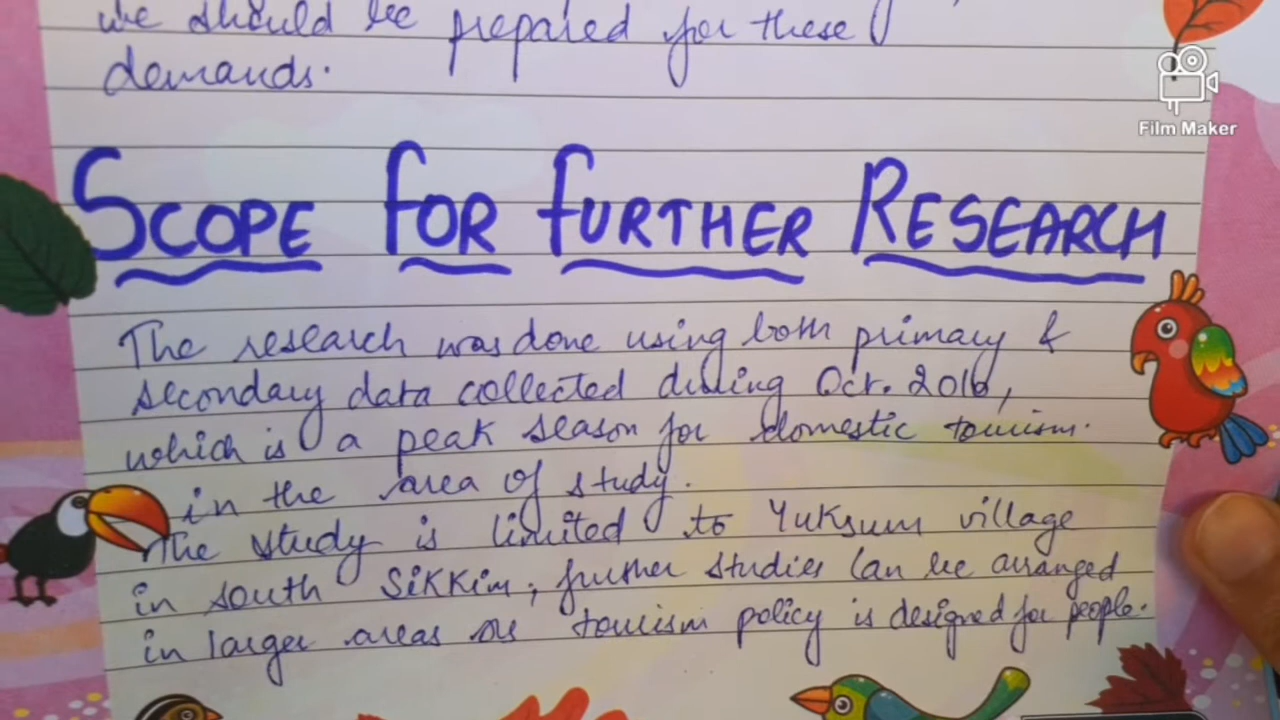 we should be prepared for these
demands.
Film Maker
SCOPE FOR FURTHER RESEARCH
The research was done using both primary &
secondary data collected during Oct. 2016,
which is a peak season for domestic tourism.
in the area of study.
The study is limited to Yuksum village
in south Sikkim; further studies can be arranged
in larger areas as tourism policy is designed for people.